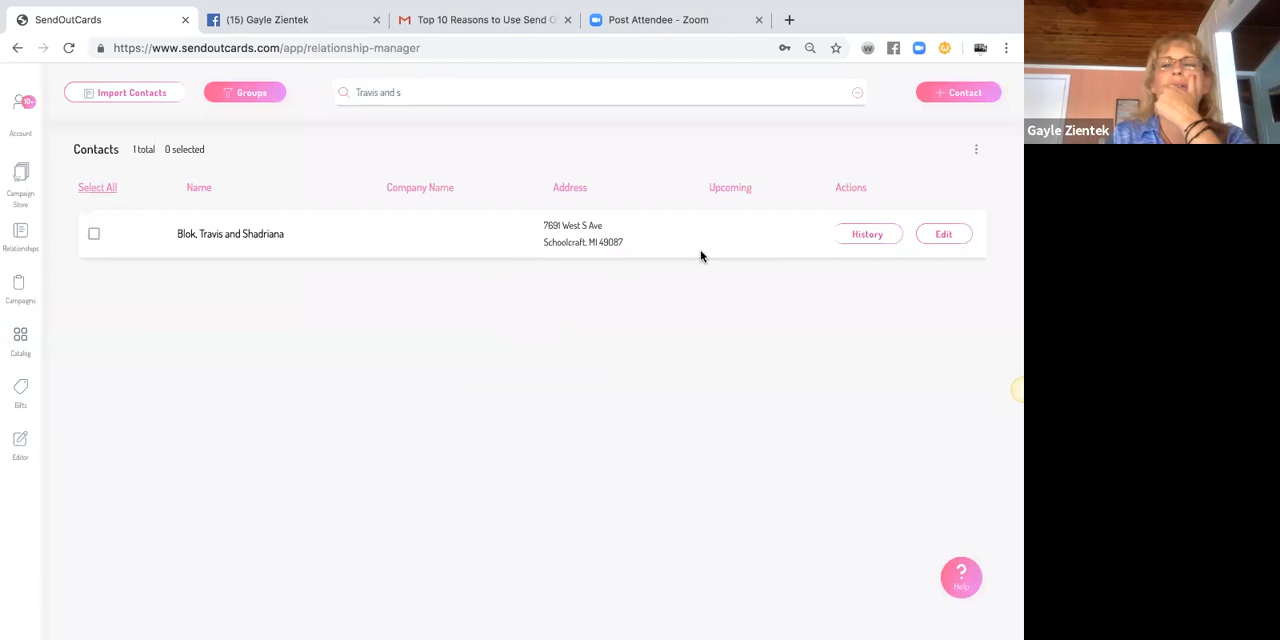 SendOutCards
(15) Gayle Zientek
Top 10 Reasons to Use Send O
Post Attendee - Zoom
https://www.sendoutcards.com/app/relationship-manager
Import Contacts
Groups
Travis and s
Contact
Gayle Zientek
10+
Account
Campaign
Store
Relationships
Campaigns
Catalog
Gifts
Editor
Contacts 1 total 0 selected
Select All Name Company Name Address Upcoming Actions
Blok, Travis and Shadriana
7691 West S Ave
Schoolcraft, MI 49087
History
Edit
?
Help